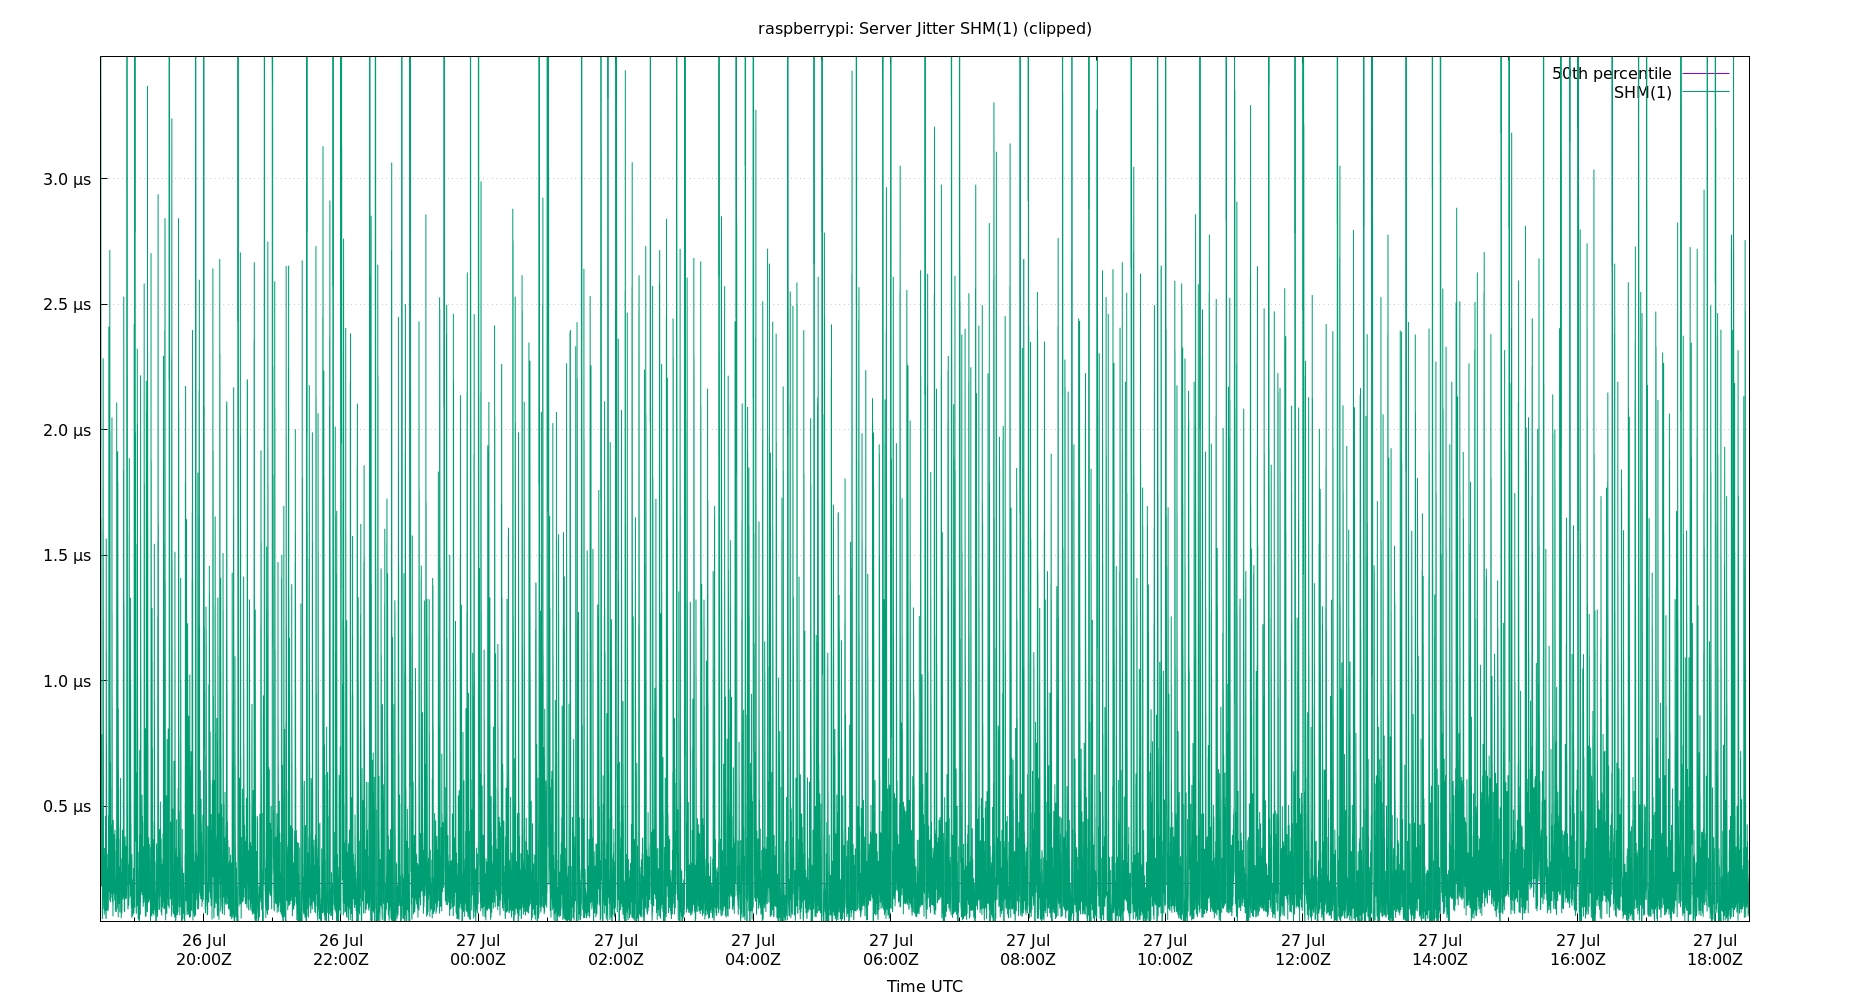 raspberrypi: Server Jitter SHM(1) (clipped)
50th percentile
SHM(1)
3.0 µs
2.5 µs
2.0 µs
1.5 µs
1.0 µs
0.5 µs
26 Jul 26 Jul 27 Jul 27 Jul 27 Jul 27 Jul 27 Jul 27 Jul 27 Jul 27 Jul 27 Jul 27 Jul
20:00Z 22:00Z 00:00Z 02:00Z 04:00Z 06:00Z 08:00Z 10:00Z 12:00Z 14:00Z 16:00Z 18:00Z
Time UTC